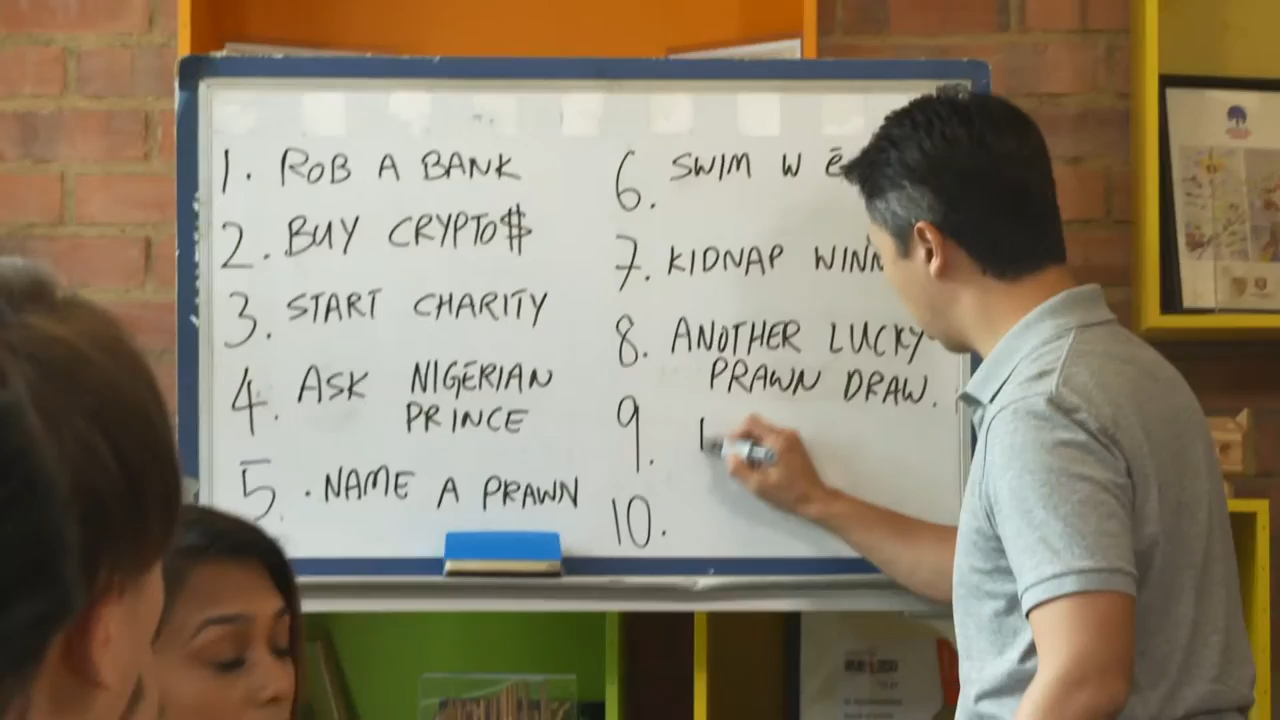 1. ROB A BANK
2. BUY CRYPTO$
3. START CHARITY
4. ASK NIGERIAN
PRINCE
5. . NAME A PRAWN
6. SWIM W
7. KIDNAP
8. ANOTHER LUCKY
PRAWN DRAW.
9.
10.